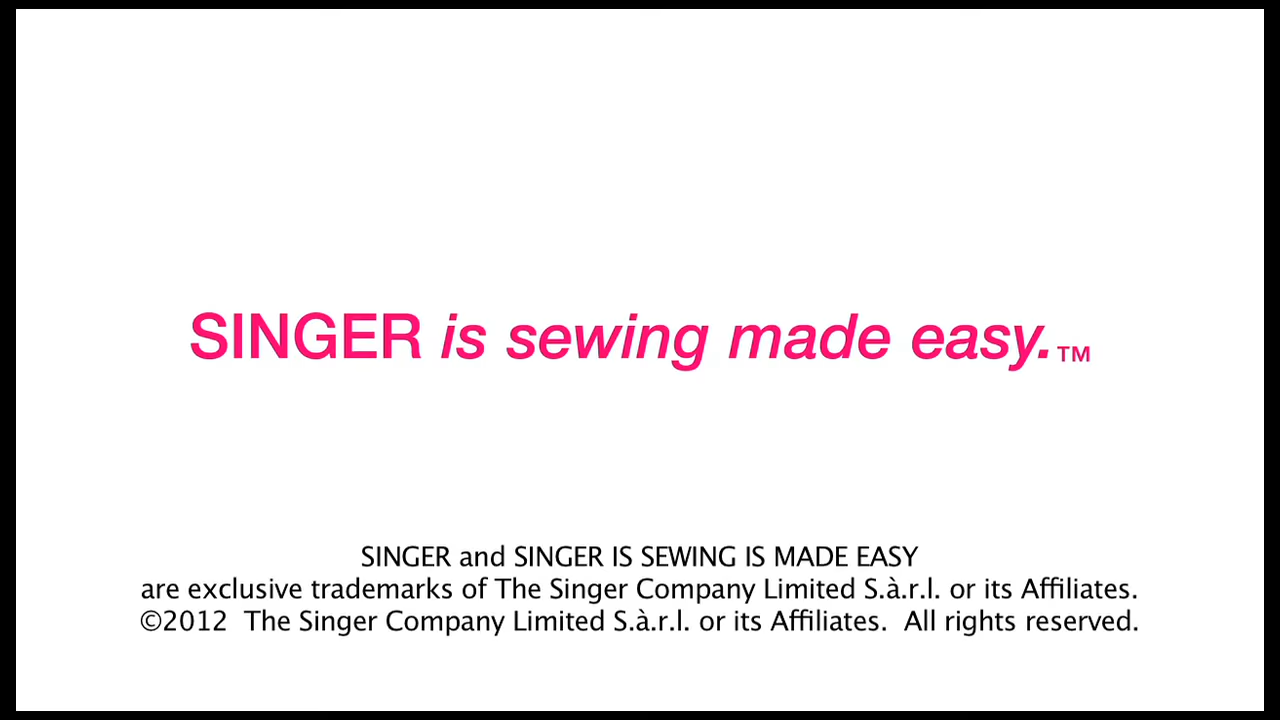 SINGER is sewing made easy.™
SINGER and SINGER IS SEWING IS MADE EASY
are exclusive trademarks of The Singer Company Limited S.à.r.l. or its Affiliates.
©2012  The Singer Company Limited S.à.r.l. or its Affiliates.  All rights reserved.